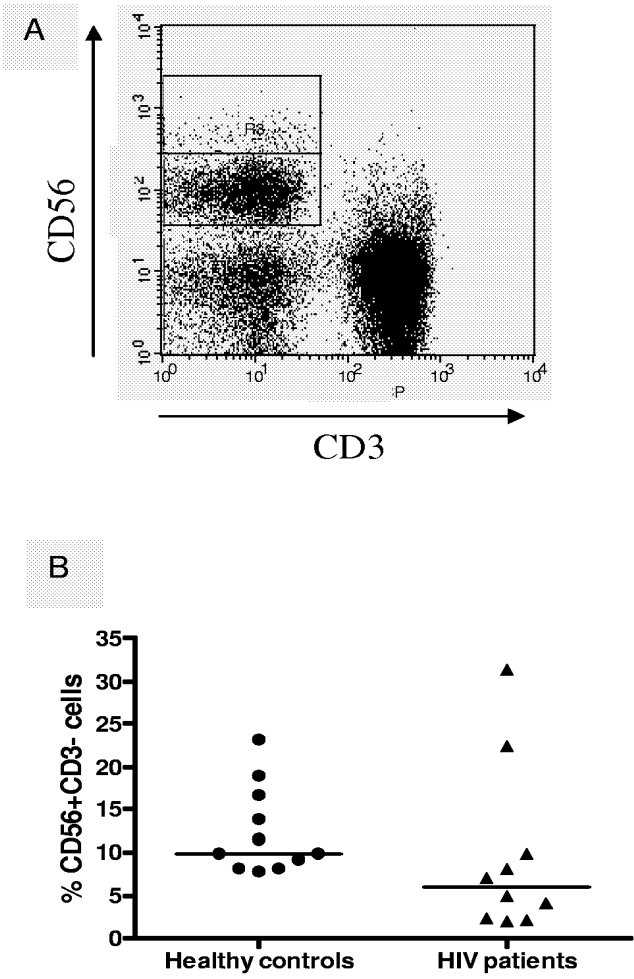 A
CD56
10^4
10^3
10^2
10^1
10^0
R3
10^0 10^1 10^2 10^3 10^4
:P
CD3
B
% CD56+CD3- cells
35
30
25
20
15
10
5
0
Healthy controls HIV patients